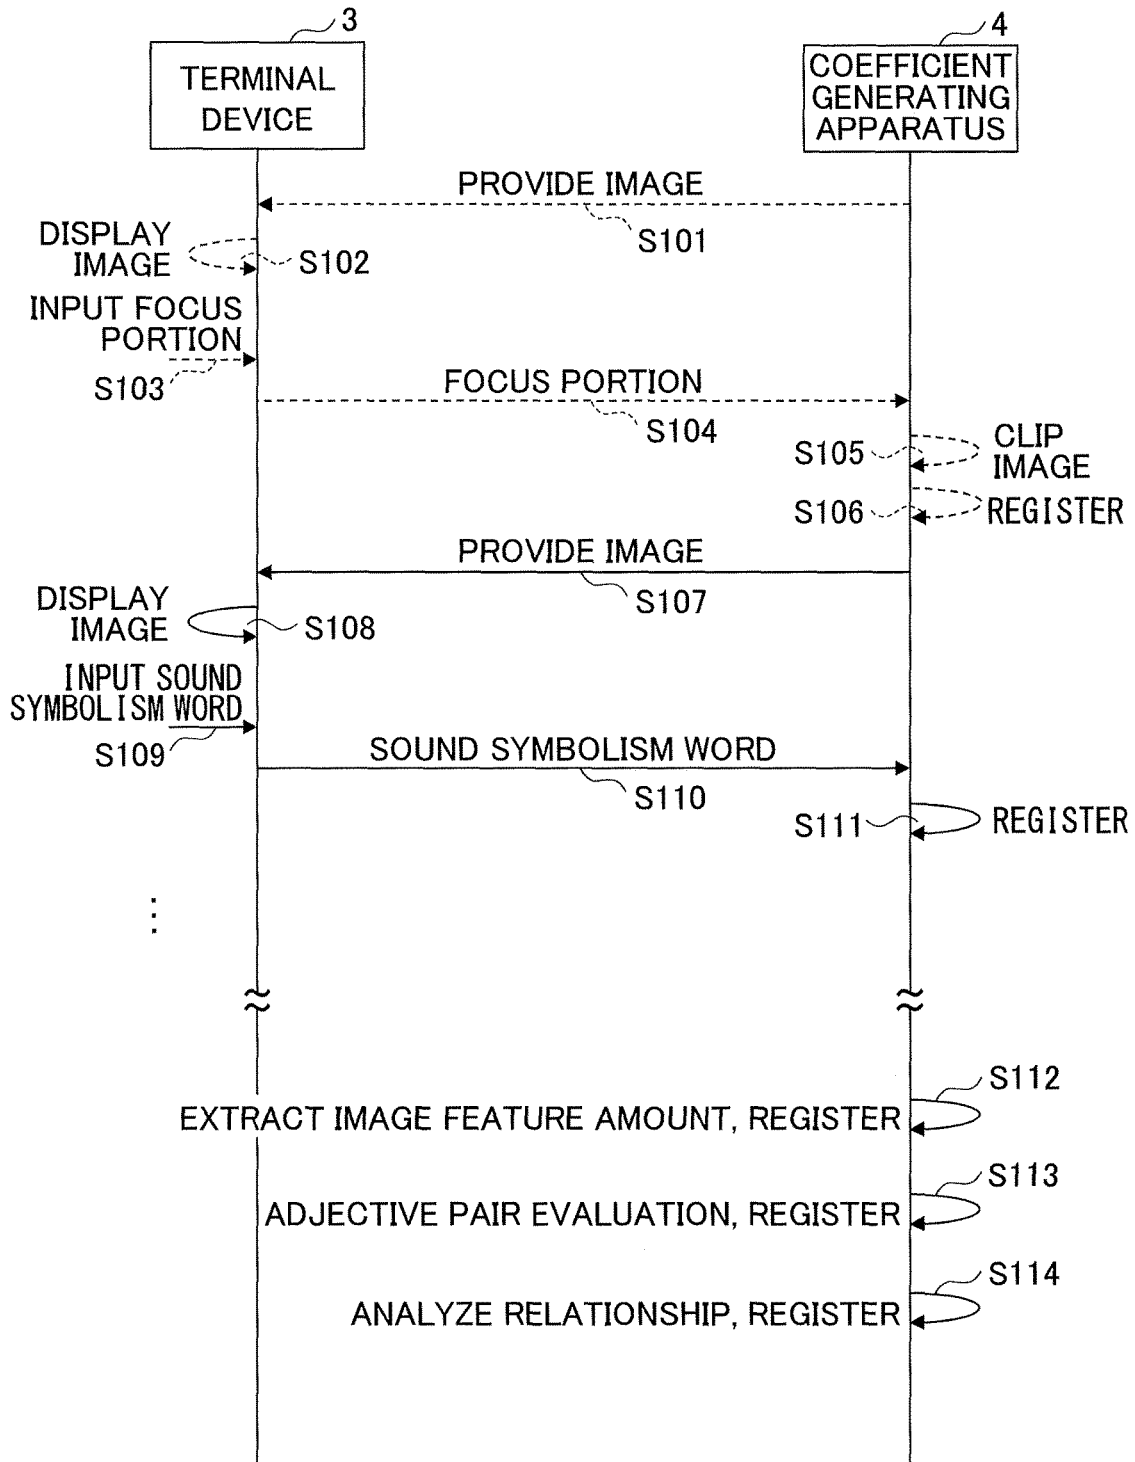 3
TERMINAL
DEVICE
4
COEFFICIENT
GENERATING
APPARATUS
PROVIDE IMAGE
S101
DISPLAY
IMAGE
S102
INPUT FOCUS
PORTION
S103
FOCUS PORTION
S104
S105
CLIP
IMAGE
S106
REGISTER
PROVIDE IMAGE
S107
DISPLAY
IMAGE
S108
INPUT SOUND
SYMBOLISM WORD
S109
SOUND SYMBOLISM WORD
S110
S111
REGISTER
S112
EXTRACT IMAGE FEATURE AMOUNT, REGISTER
S113
ADJECTIVE PAIR EVALUATION, REGISTER
S114
ANALYZE RELATIONSHIP, REGISTER